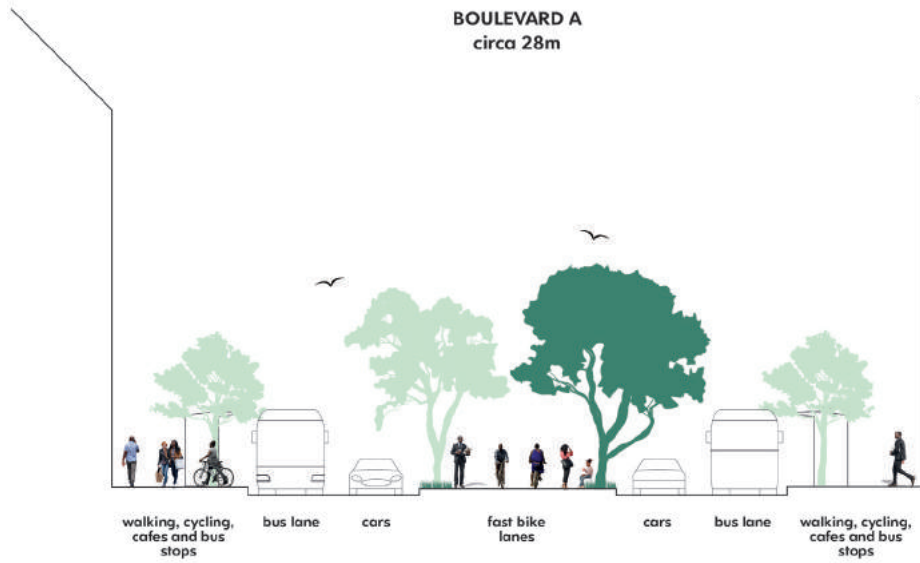 BOULEVARD A
circa 28m
walking, cycling,
cafes and bus
stops
bus lane
cars
fast bike
lanes
cars
bus lane
walking, cycling,
cafes and bus
stops